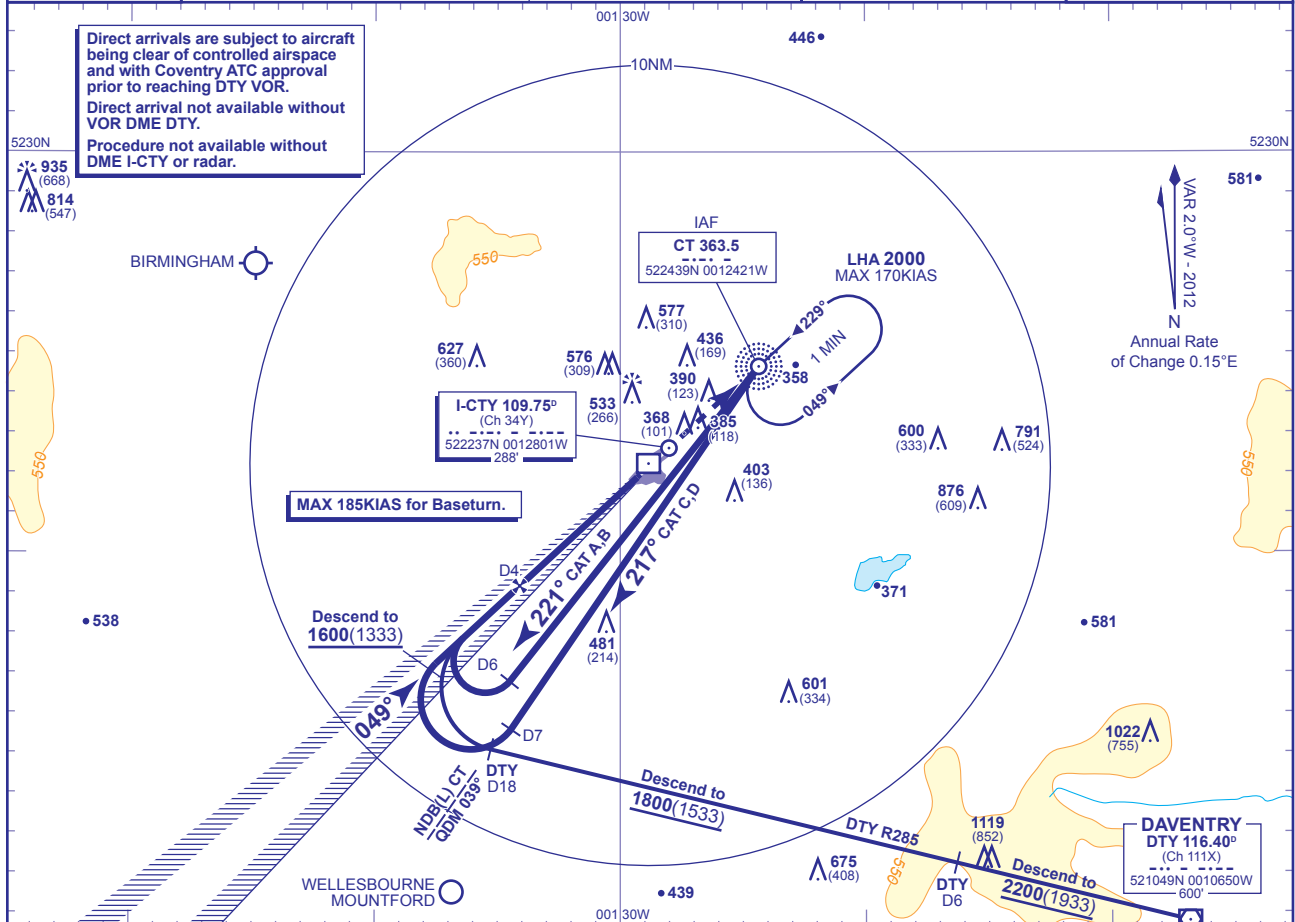 001:30W
446
10NM
Direct arrivals are subject to aircraft
being clear of controlled airspace
and with Coventry ATC approval
prior to reaching DTY VOR.
Direct arrival not available without
VOR DME DTY.
Procedure not available without
DME I-CTY or radar.
5230N
5230N
935
(668)
814
(547)
581
VAR 2.0°W - 2012
N
Annual Rate
of Change 0.15°E
BIRMINGHAM
550
IAF
CT 363.5
-.-. -
522439N 0012421W
LHA 2000
MAX 170KIAS
229°
1 MIN
049°
577
(310)
436
(169)
627
(360)
576
(309)
390
(123)
358
533
(266)
368
(101)
385
(118)
I-CTY 109.75D
(Ch 34Y)
.. -.-. - -.--
522237N 0012801W
288'
550
600
(333)
791
(524)
550
403
(136)
876
(609)
MAX 185KIAS for Baseturn.
D4
221° CAT A,B
217° CAT C,D
371
538
Descend to
1600(1333)
481
(214)
581
D6
601
(334)
049°
D7
1022
(755)
DTY
D18
NDB(L) CT
QDM 039°
Descend to
1800(1533)
DTY R285
1119
(852)
DAVENTRY
DTY 116.40D
(Ch 111X)
-.. - -.--
521049N 0010650W
600'
675
(408)
550
DTY
D6
Descend to
2200(1933)
WELLESBOURNE
MOUNTFORD
439
001:30W